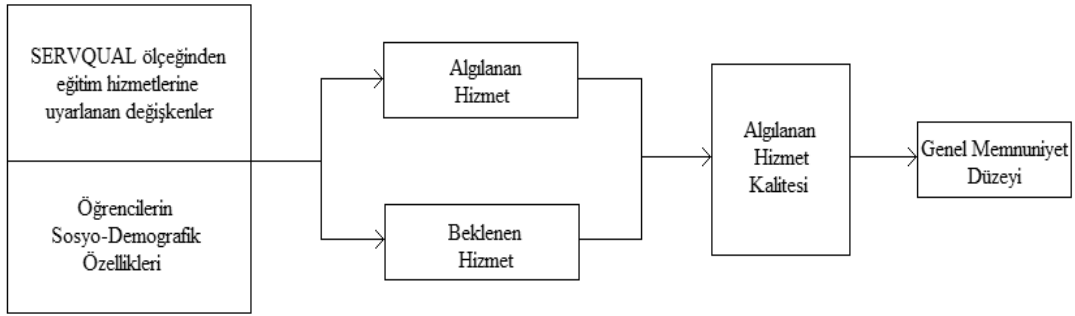 SERVQUAL ölçeğinden
eğitim hizmetlerine
uyarlanan değişkenler
Öğrencilerin
Sosyo-Demografik
Özellikleri
Algılanan
Hizmet
Beklenen
Hizmet
Algılanan
Hizmet
Kalitesi
Genel Memnuniyet
Düzeyi